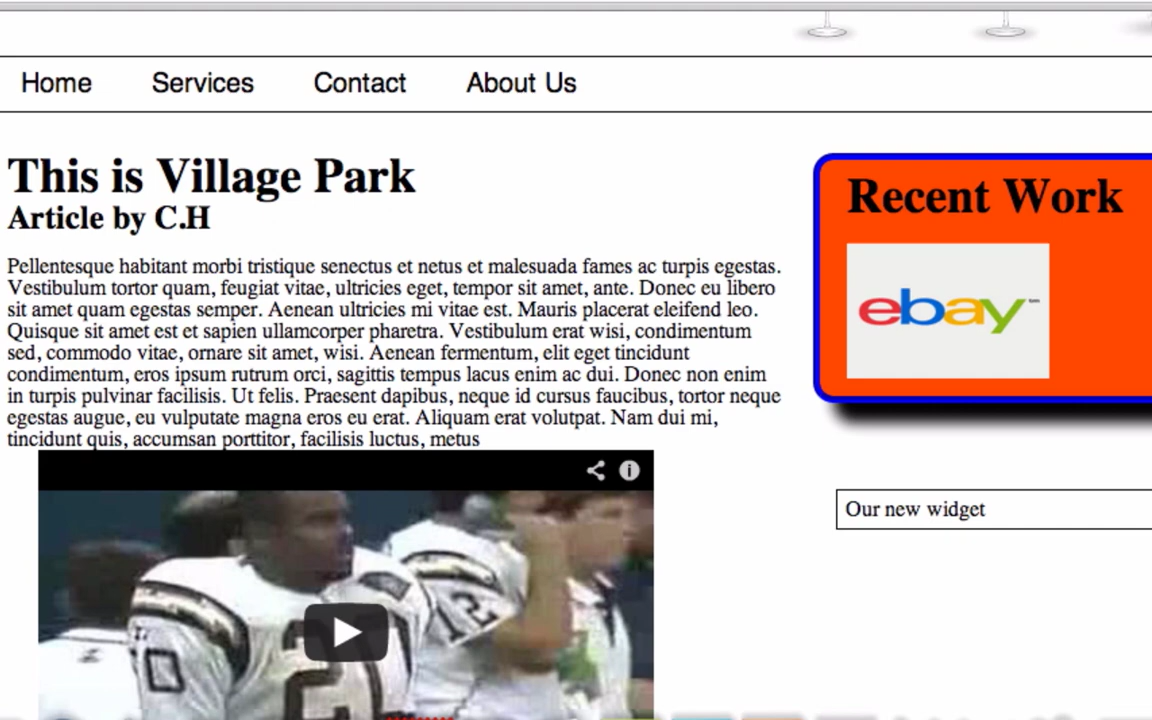 Home Services Contact About Us
This is Village Park
Article by C.H
Pellentesque habitant morbi tristique senectus et netus et malesuada fames ac turpis egestas.
Vestibulum tortor quam, feugiat vitae, ultricies eget, tempor sit amet, ante. Donec eu libero
sit amet quam egestas semper. Aenean ultricies mi vitae est. Mauris placerat eleifend leo.
Quisque sit amet est et sapien ullamcorper pharetra. Vestibulum erat wisi, condimentum
sed, commodo vitae, ornare sit amet, wisi. Aenean fermentum, elit eget tincidunt
condimentum, eros ipsum rutrum orci, sagittis tempus lacus enim ac dui. Donec non enim
in turpis pulvinar facilisis. Ut felis. Praesent dapibus, neque id cursus faucibus, tortor neque
egestas augue, eu vulputate magna eros eu erat. Aliquam erat volutpat. Nam dui mi,
tincidunt quis, accumsan porttitor, facilisis luctus, metus
12
20
2
Recent Work
ebay™
Our new widget